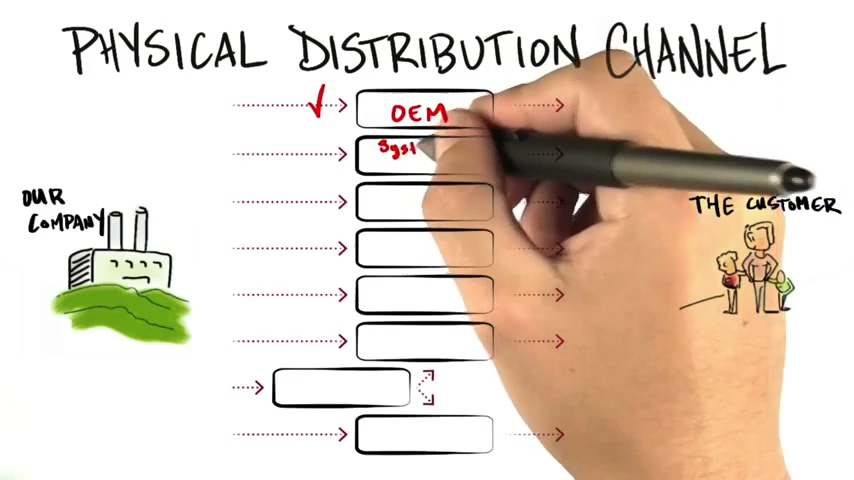 PHYSICAL DISTRIBUTION CHANNEL
OEM
Syst
OUR
COMPANY
THE CUSTOMER